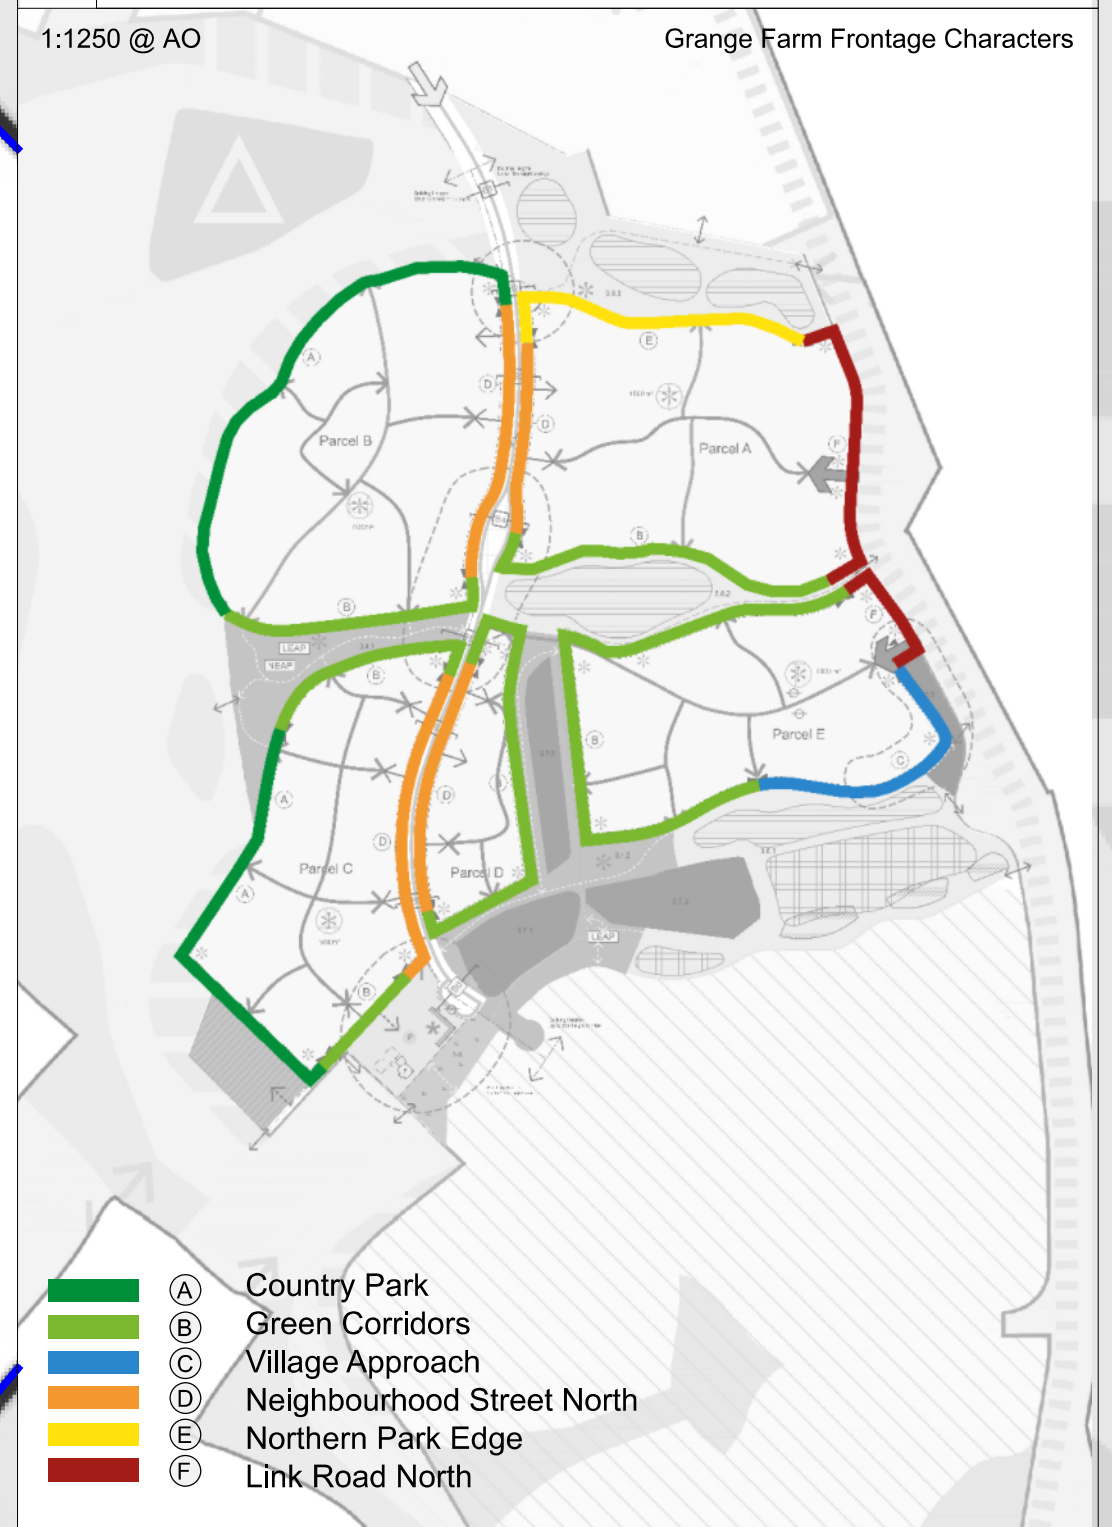 1:1250 @ AO
Grange Farm Frontage Characters
E
A
D
D
Parcel B
Parcel A
F
B
B
LEAP
NEAP
B
F
Parcel E
B
C
A
D
D
Parcel C
Parcel D
A
LEAP
B
A Country Park
B Green Corridors
C Village Approach
D Neighbourhood Street North
E Northern Park Edge
F Link Road North